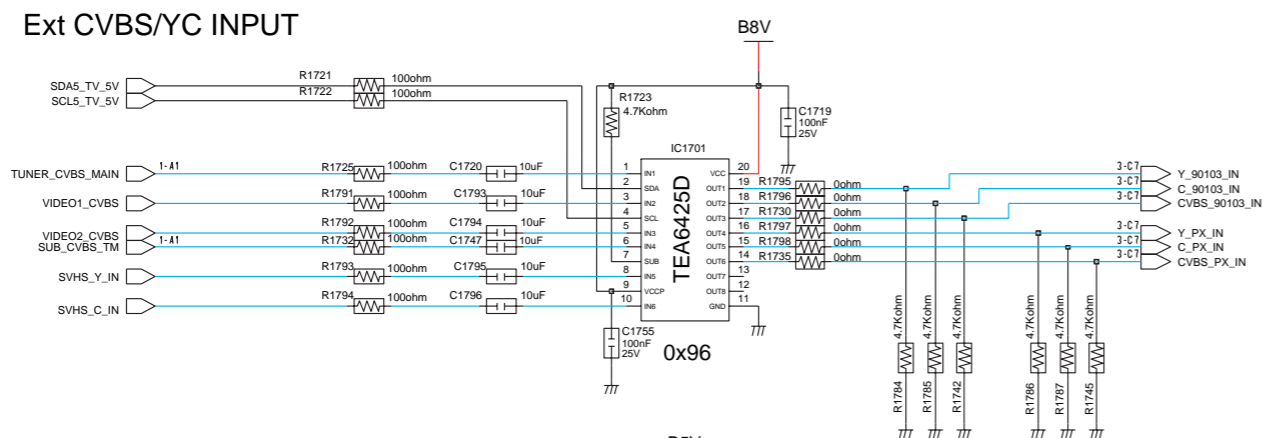 Ext CVBS/YC INPUT
B8V
SDA5_TV_5V
R1721
100ohm
SCL5_TV_5V
R1722
100ohm
R1723
4.7Kohm
C1719
100nF
25V
IC1701
TEA6425D
0x96
TUNER_CVBS_MAIN
1-A1
R1725
100ohm
C1720
10uF
1
IN1
VCC
20
2
SDA
OUT1
19
R1795
0ohm
3-C7
Y_90103_IN
VIDEO1_CVBS
R1791
100ohm
C1793
10uF
3
IN2
OUT2
18
R1796
0ohm
3-C7
C_90103_IN
4
SCL
OUT3
17
R1730
0ohm
3-C7
CVBS_90103_IN
VIDEO2_CVBS
R1792
100ohm
C1794
10uF
5
IN3
OUT4
16
R1797
0ohm
3-C7
Y_PX_IN
SUB_CVBS_TM
1-A1
R1732
100ohm
C1747
10uF
6
IN4
OUT5
15
R1798
0ohm
3-C7
C_PX_IN
7
SUB
OUT6
14
R1735
0ohm
3-C7
CVBS_PX_IN
SVHS_Y_IN
R1793
100ohm
C1795
10uF
8
IN5
OUT7
13
9
VCCP
OUT8
12
SVHS_C_IN
R1794
100ohm
C1796
10uF
10
IN6
GND
11
C1755
100nF
25V
R1784
4.7Kohm
R1785
4.7Kohm
R1742
4.7Kohm
R1786
4.7Kohm
R1787
4.7Kohm
R1745
4.7Kohm